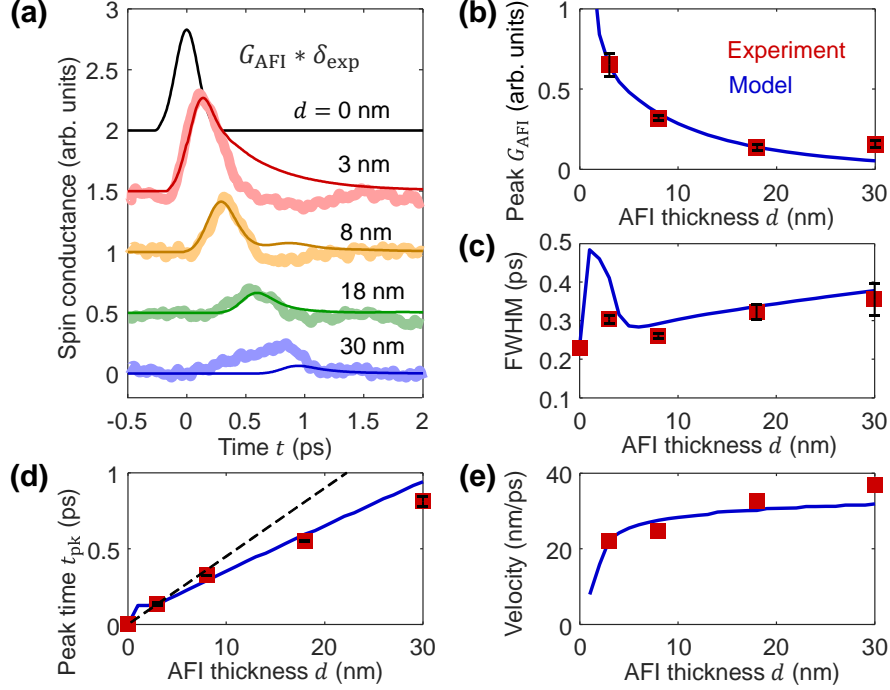 (a)
G_AFI * δ_exp
d = 0 nm
3 nm
8 nm
18 nm
30 nm
Spin conductance (arb. units)
3
2.5
2
1.5
1
0.5
0
-0.5 0 0.5 1 1.5 2
Time t (ps)
(b)
Experiment
Model
Peak G_AFI (arb. units)
1
0.5
0
0 10 20 30
AFI thickness d (nm)
(c)
FWHM (ps)
0.5
0.4
0.3
0.2
0.1
0 10 20 30
AFI thickness d (nm)
(d)
Peak time t_pk (ps)
1
0.5
0
0 10 20 30
AFI thickness d (nm)
(e)
Velocity (nm/ps)
40
20
0
0 10 20 30
AFI thickness d (nm)